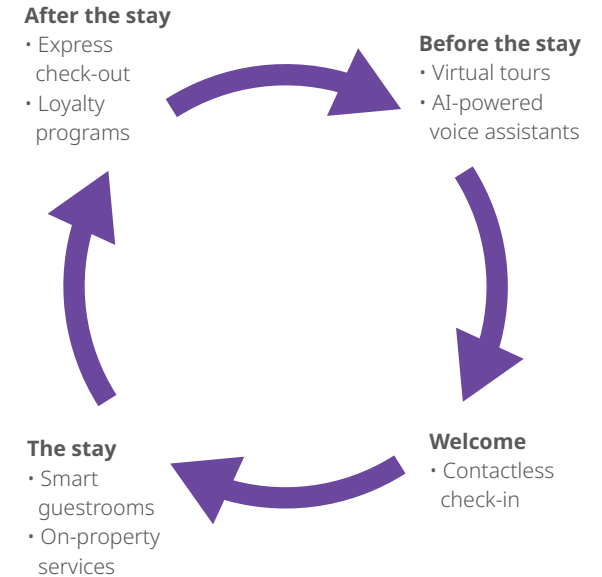 After the stay
• Express
check-out
• Loyalty
programs
Before the stay
• Virtual tours
• AI-powered
voice assistants
Welcome
• Contactless
check-in
The stay
• Smart
guestrooms
• On-property
services